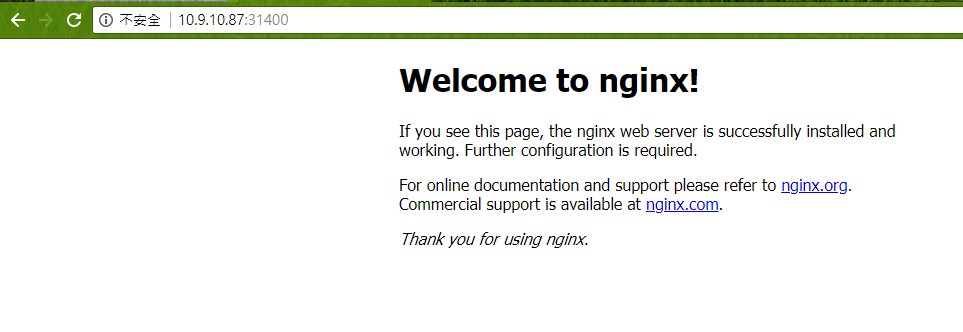 不安全 10.9.10.87:31400
Welcome to nginx!
If you see this page, the nginx web server is successfully installed and
working. Further configuration is required.
For online documentation and support please refer to nginx.org.
Commercial support is available at nginx.com.
Thank you for using nginx.